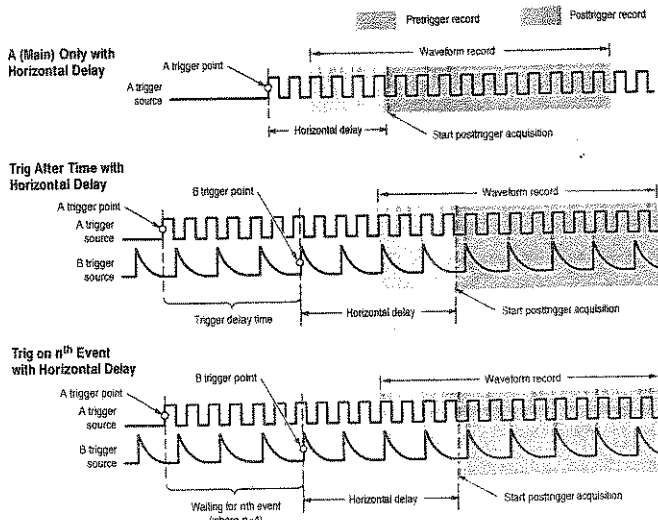 Pretrigger record
Posttrigger record
A (Main) Only with
Horizontal Delay
Waveform record
A trigger point
A trigger
source
Horizontal delay
Start posttrigger acquisition
Trig After Time with
Horizontal Delay
Waveform record
B trigger point
A trigger point
A trigger
source
B trigger
source
Trigger delay time
Horizontal delay
Start posttrigger acquisition
Trig on nth Event
with Horizontal Delay
Waveform record
B trigger point
A trigger point
A trigger
source
B trigger
source
Waiting for nth event
Horizontal delay
Start posttrigger acquisition
(where